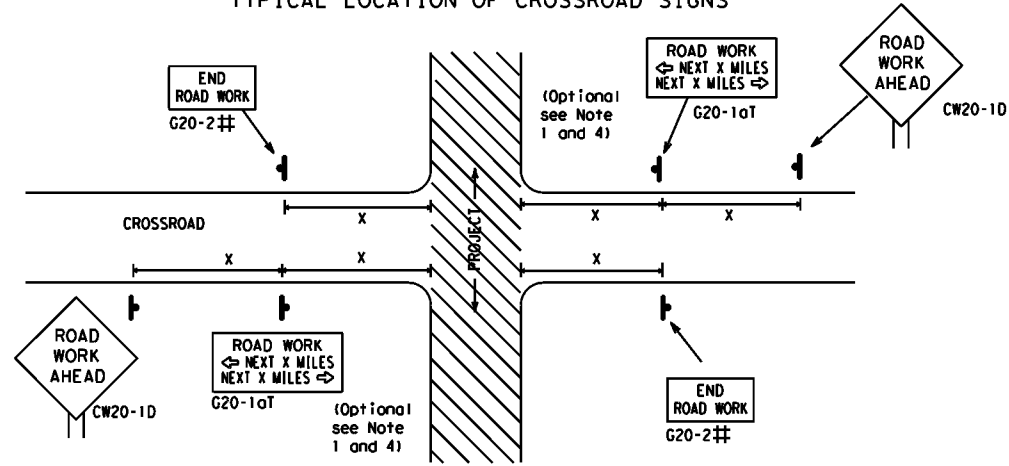 TYPICAL LOCATION OF CROSSROAD SIGNS
END
ROAD WORK
G20-2#
(Optional
see Note
1 and 4)
ROAD WORK
⇦ NEXT X MILES
NEXT X MILES ⇨
G20-1aT
ROAD
WORK
AHEAD
CW20-1D
X
X
X
CROSSROAD
PROJECT
X
X
X
ROAD
WORK
AHEAD
CW20-1D
ROAD WORK
⇦ NEXT X MILES
NEXT X MILES ⇨
G20-1aT
(Optional
see Note
1 and 4)
END
ROAD WORK
G20-2#